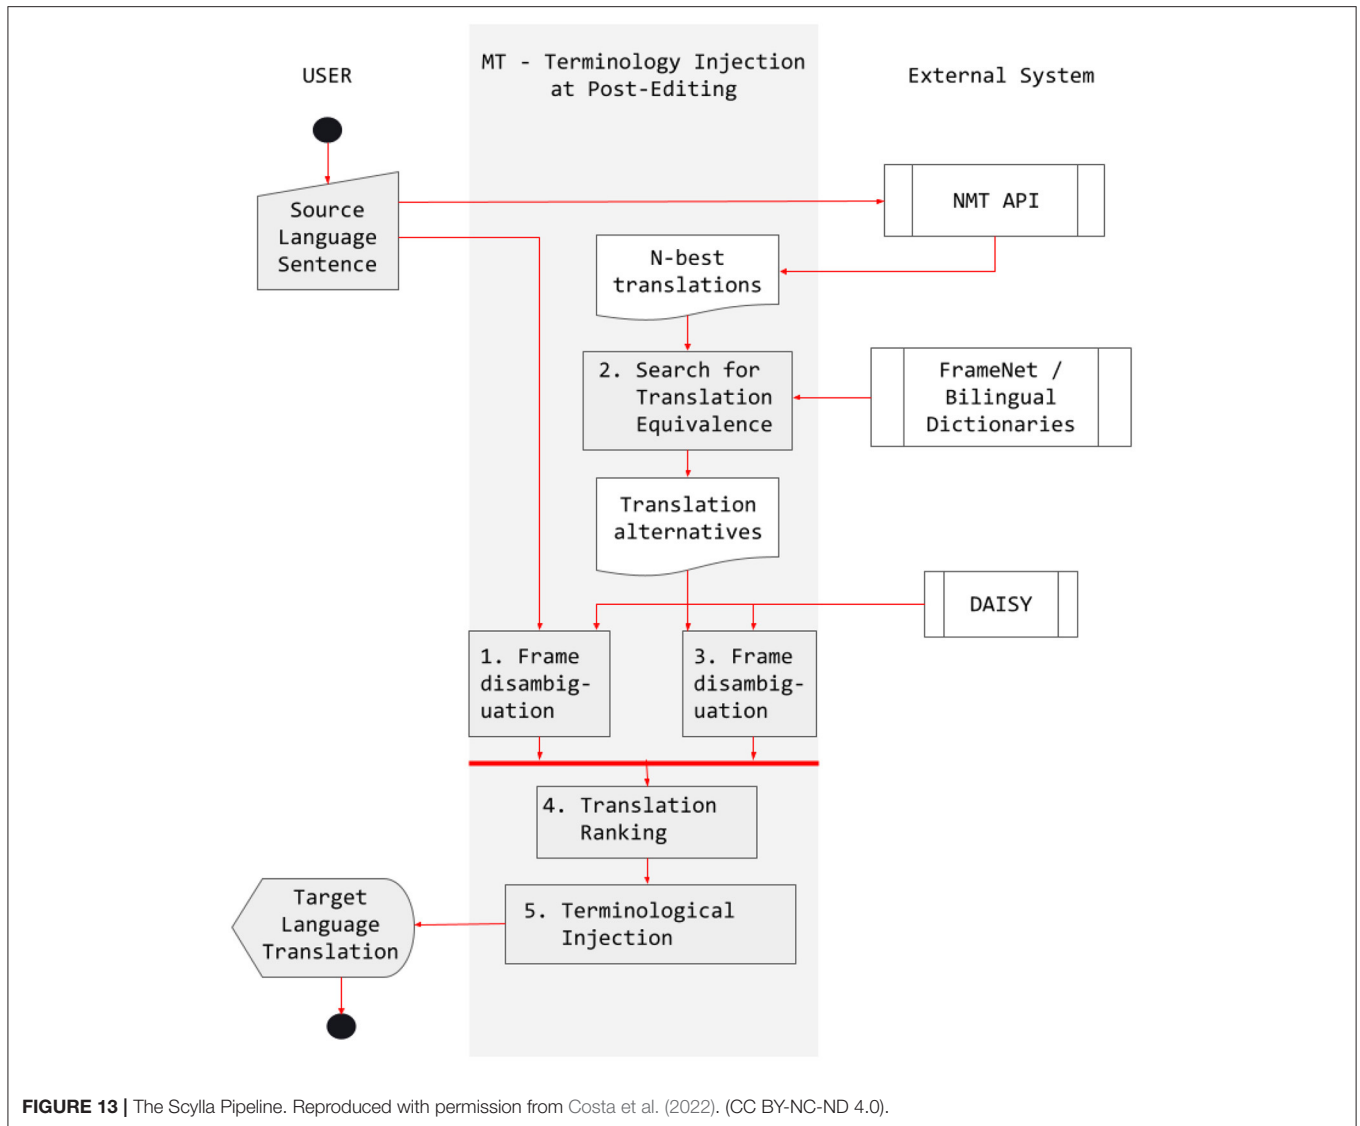 USER
MT - Terminology Injection
at Post-Editing
External System
Source
Language
Sentence
NMT API
N-best
translations
2. Search for
Translation
Equivalence
FrameNet /
Bilingual
Dictionaries
Translation
alternatives
DAISY
1. Frame
disambig-
uation
3. Frame
disambig-
uation
4. Translation
Ranking
5. Terminological
Injection
Target
Language
Translation
FIGURE 13 | The Scylla Pipeline. Reproduced with permission from Costa et al. (2022). (CC BY-NC-ND 4.0).